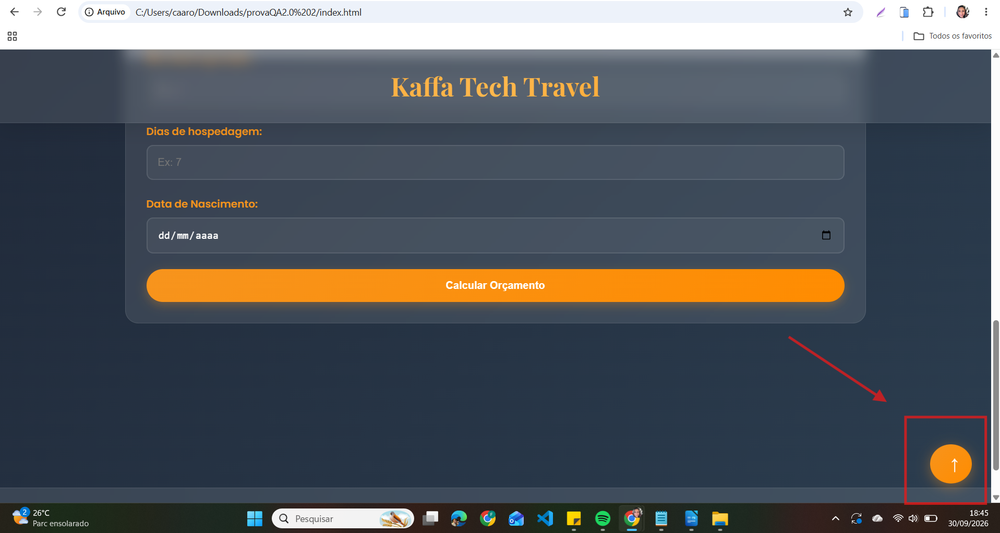 Arquivo
C:/Users/caaro/Downloads/provaQA2.0%202/index.html
Todos os favoritos
Kaffa Tech Travel
Dias de hospedagem:
Ex: 7
Data de Nascimento:
dd/mm/aaaa
Calcular Orçamento
↑
2
26°C
Parc ensolarado
Pesquisar
F
18:45
30/09/2026